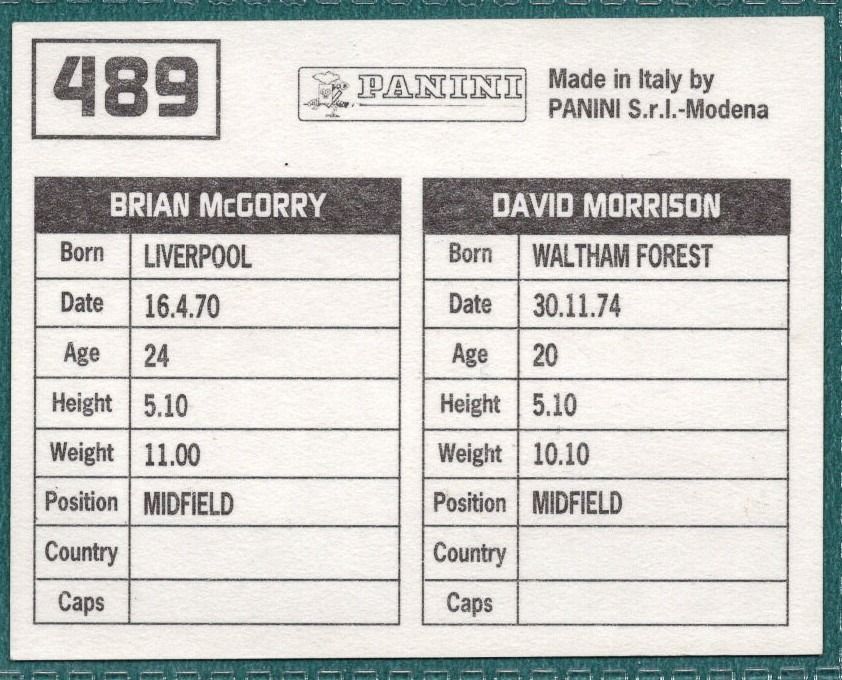 489
PANINI
Made in Italy by
PANINI S.r.l.-Modena
BRIAN McGORRY
Born LIVERPOOL
Date 16.4.70
Age 24
Height 5.10
Weight 11.00
Position MIDFIELD
Country
Caps
DAVID MORRISON
Born WALTHAM FOREST
Date 30.11.74
Age 20
Height 5.10
Weight 10.10
Position MIDFIELD
Country
Caps